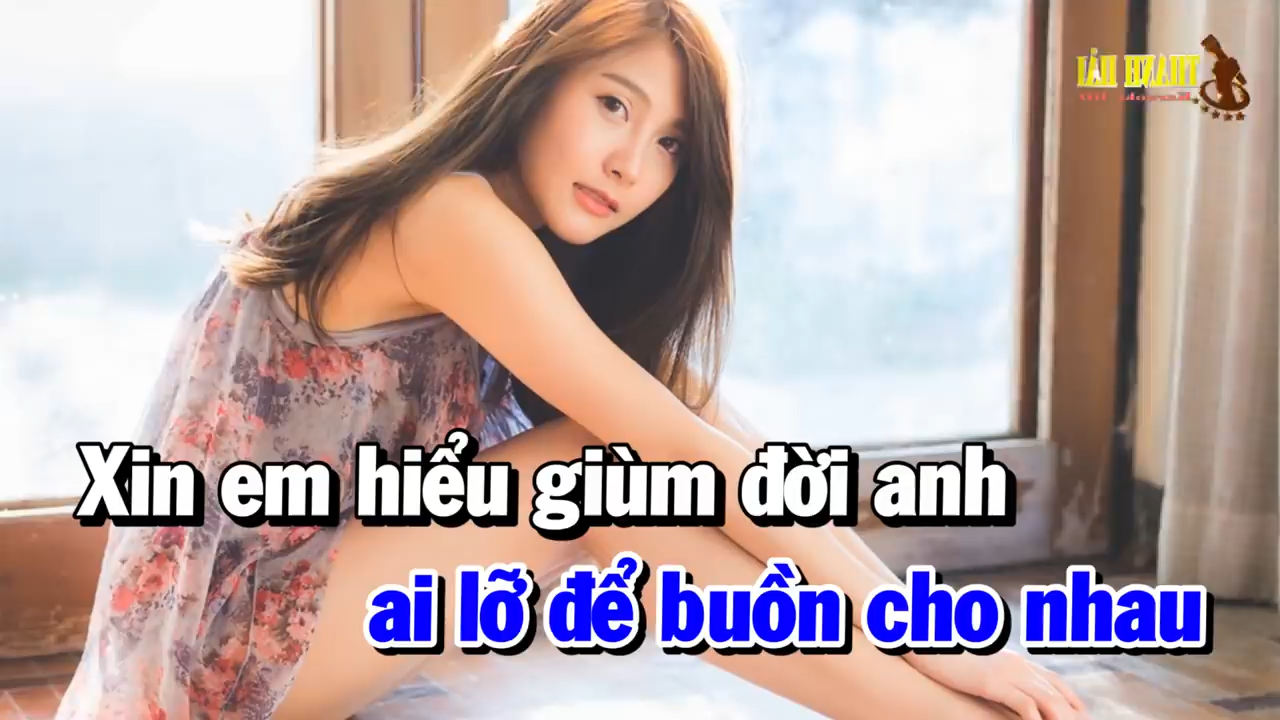 Xin em hiểu giùm đời anh
ai lỡ để buồn cho nhau